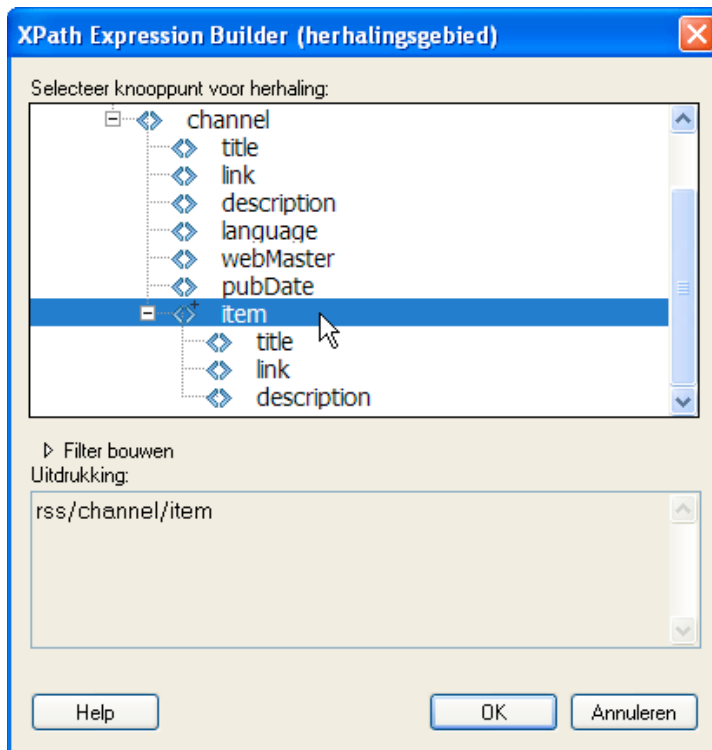 XPath Expression Builder (herhalingsgebied)
Selecteer knooppunt voor herhaling:
channel
title
link
description
language
webMaster
pubDate
item
title
link
description
Filter bouwen
Uitdrukking:
rss/channel/item
Help
OK
Annuleren